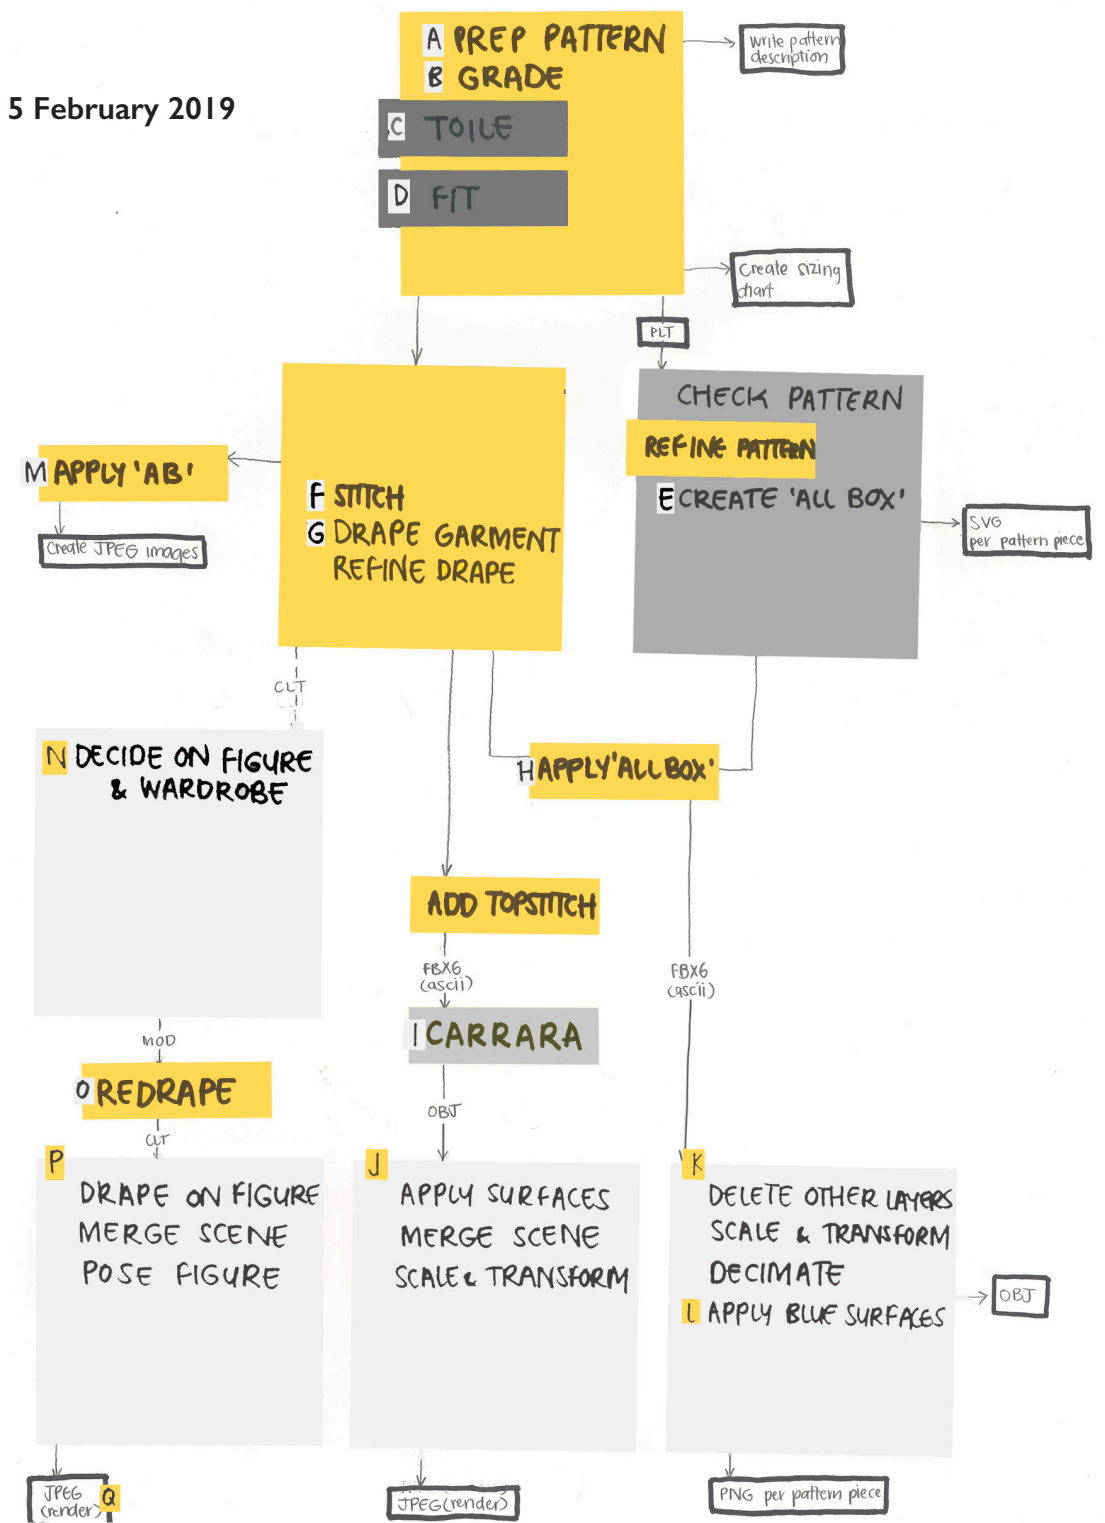 5 February 2019
A PREP PATTERN
B GRADE
C TOILE
D FIT
Write pattern
description
Create sizing
chart
PLT
CHECK PATTERN
REFINE PATTERN
E CREATE 'ALL BOX'
SVG
per pattern piece
M APPLY 'AB'
Create JPEG images
F STITCH
G DRAPE GARMENT
REFINE DRAPE
CLT
N DECIDE ON FIGURE
& WARDROBE
H APPLY 'ALL BOX'
ADD TOPSTITCH
FBX6
(ascii)
FBX6
(ascii)
I CARRARA
MOD
O REDRAPE
OBJ
CLT
P
DRAPE ON FIGURE
MERGE SCENE
POSE FIGURE
J
APPLY SURFACES
MERGE SCENE
SCALE & TRANSFORM
K
DELETE OTHER LAYERS
SCALE & TRANSFORM
DECIMATE
L APPLY BLUE SURFACES
OBJ
JPEG
(render)
Q
JPEG (render)
PNG per pattern piece